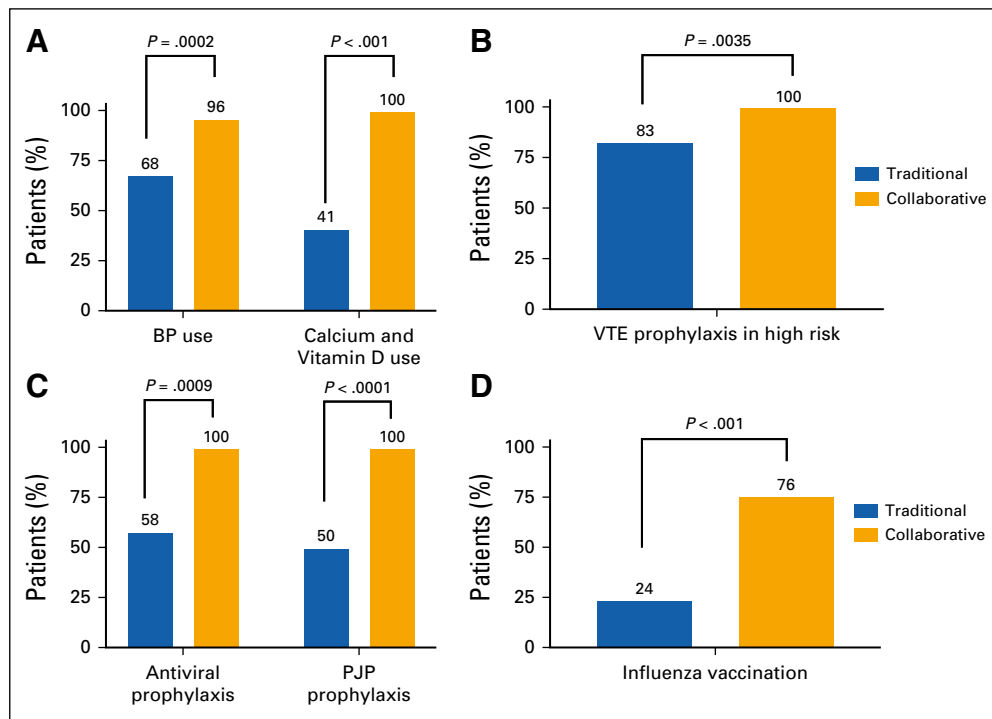 A
P = .0002
P < .001
Patients (%)
100
75
50
25
0
68
96
41
100
BP use
Calcium and
Vitamin D use
B
P = .0035
Patients (%)
100
75
50
25
0
83
100
VTE prophylaxis in high risk
Traditional
Collaborative
C
P = .0009
P < .0001
Patients (%)
100
75
50
25
0
58
100
50
100
Antiviral
prophylaxis
PJP
prophylaxis
D
P < .001
Patients (%)
100
75
50
25
0
24
76
Influenza vaccination
Traditional
Collaborative